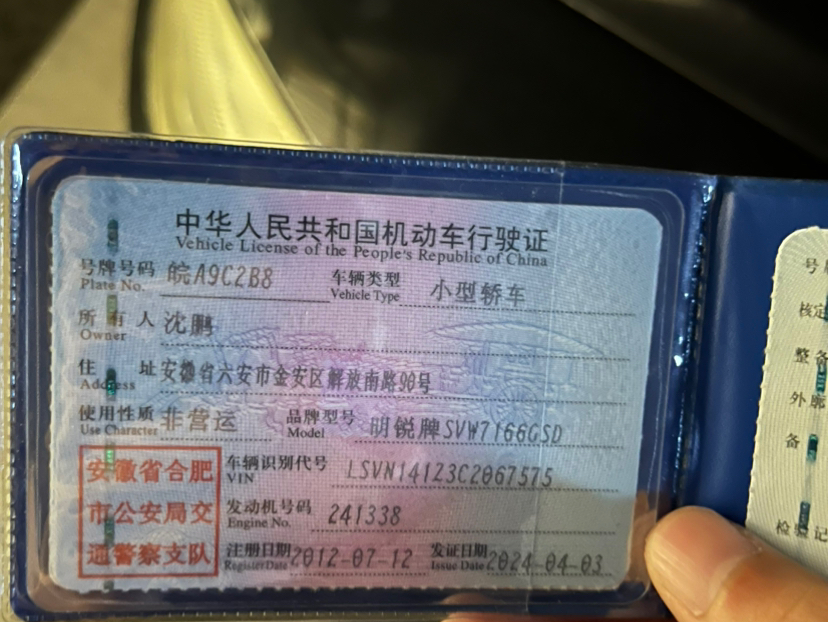 中华人民共和国机动车行驶证
Vehicle License of the People's Republic of China
号牌号码 皖A9C2B8 车辆类型 小型轿车
Plate No. Vehicle Type
所有人 沈鹏
Owner
住址 安徽省六安市金安区解放南路90号
Address
使用性质 非营运 品牌型号 明锐牌SVW7166GSD
Use Character Model
安徽省合肥
市公安局交
通警察支队
车辆识别代号 LSVN14123C2067575
VIN
发动机号码 241338
Engine No.
注册日期 2012-07-12 发证日期 2024-04-03
Register Date Issue Date
号
核定
整备
外廓
备
检验记